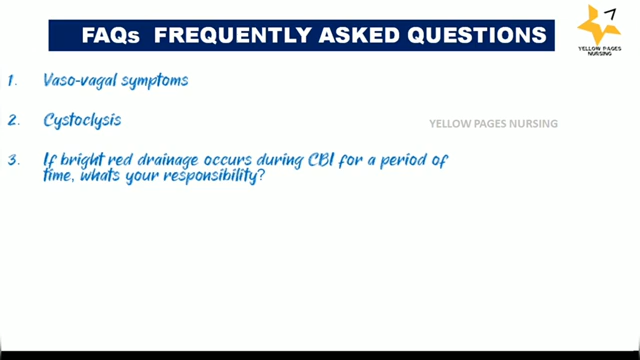 FAQs FREQUENTLY ASKED QUESTIONS
YELLOW PAGES
NURSING
1. Vaso-vagal symptoms
2. Cystoclysis
YELLOW PAGES NURSING
3. If bright red drainage occurs during CBI for a period of
time, whats your responsibility?